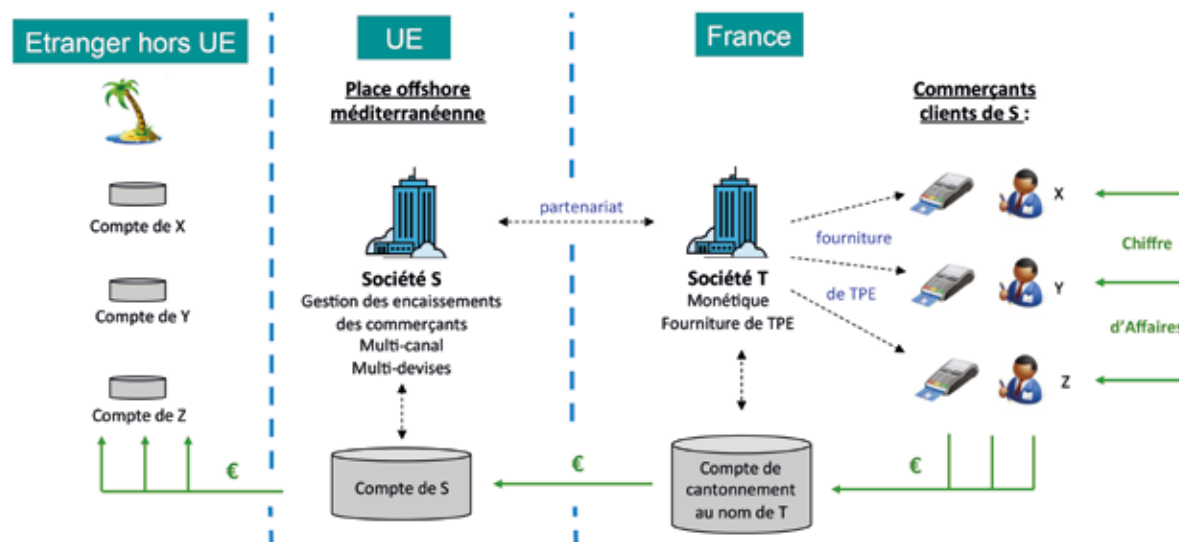 Etranger hors UE
UE
France
Place offshore
méditerranéenne
Commerçants
clients de S :
Compte de X
Compte de Y
Compte de Z
€
Société S
Gestion des encaissements
des commerçants
Multi-canal
Multi-devises
Compte de S
partenariat
€
Société T
Monétique
Fourniture de TPE
Compte de
cantonnement
au nom de T
fourniture
de TPE
X
Y
Z
Chiffre
d'Affaires
€